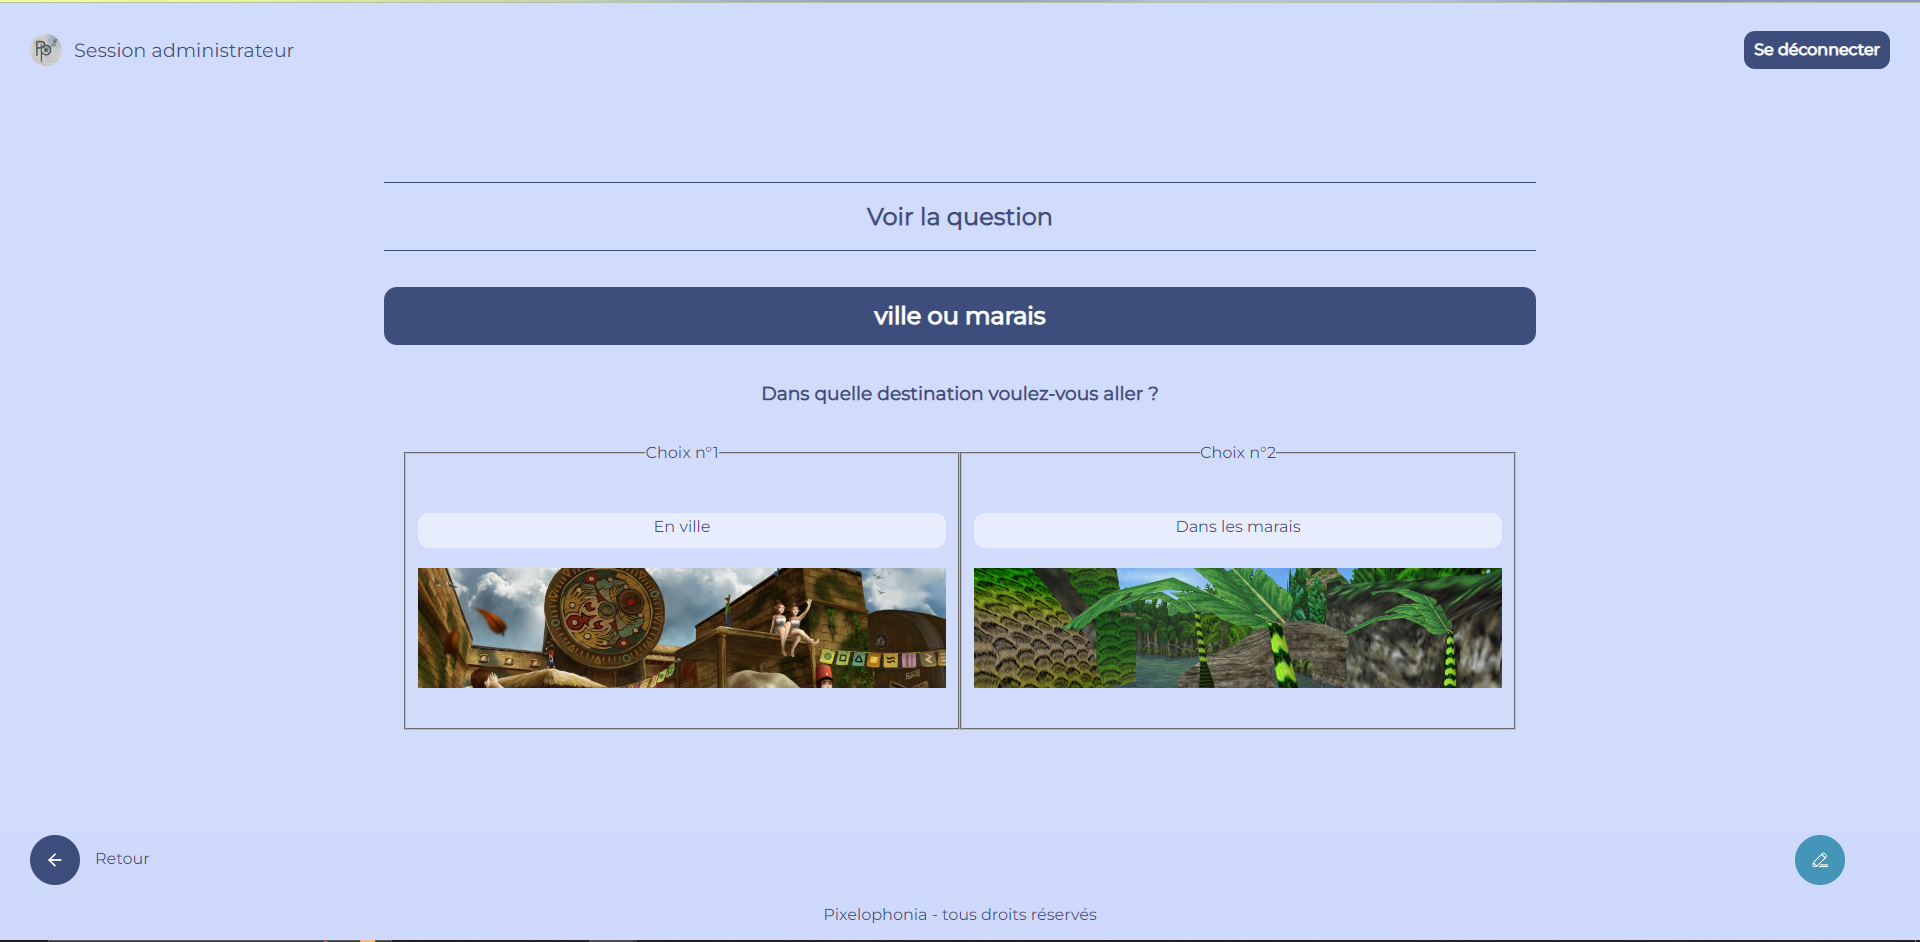 Session administrateur
Se déconnecter
Voir la question
ville ou marais
Dans quelle destination voulez-vous aller ?
Choix n°1
Choix n°2
En ville
Dans les marais
Retour
Pixelophonia - tous droits réservés